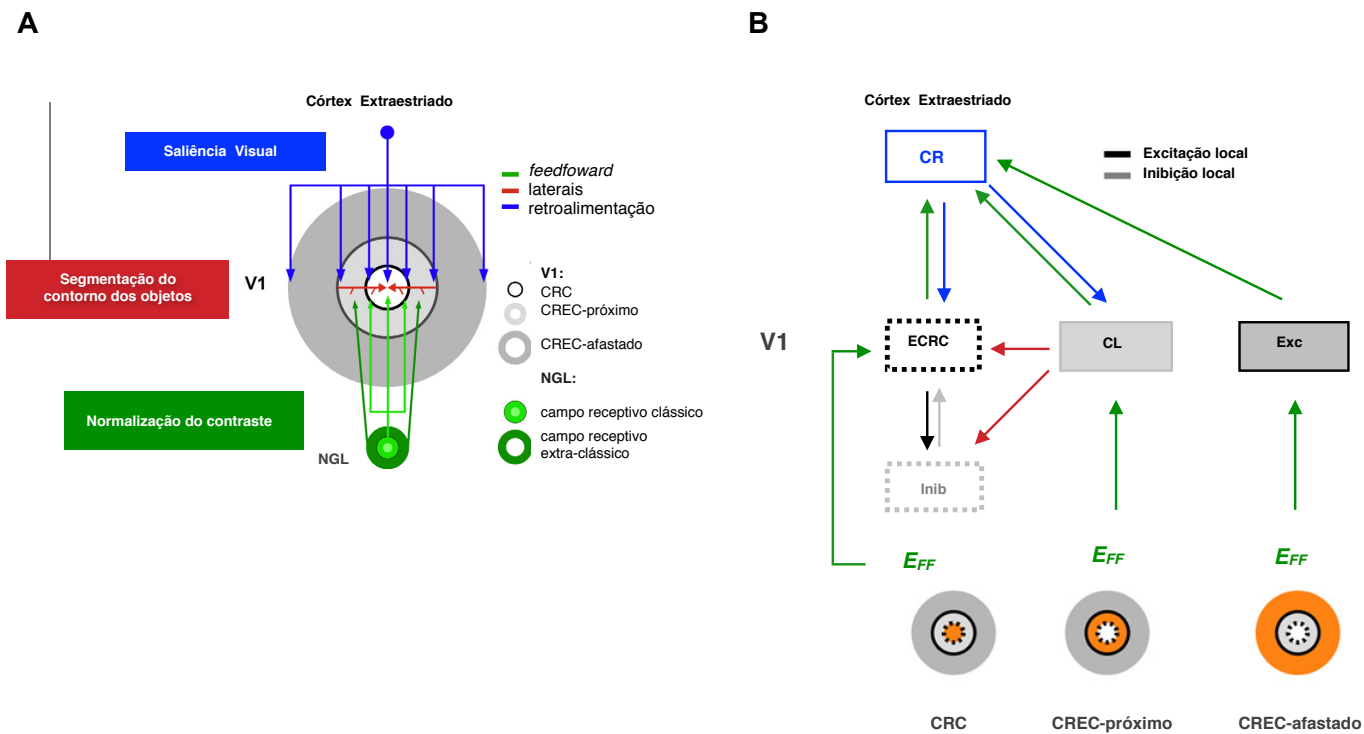 A
Córtex Extraestriado
Saliência Visual
feedfoward
laterais
retroalimentação
Segmentação do
contorno dos objetos
V1
V1:
CRC
CREC-próximo
CREC-afastado
NGL:
Normalização do contraste
campo receptivo clássico
campo receptivo
extra-clássico
NGL
B
Córtex Extraestriado
CR
Excitação local
Inibição local
V1
ECRC
CL
Exc
Inib
EFF
EFF
EFF
CRC
CREC-próximo
CREC-afastado